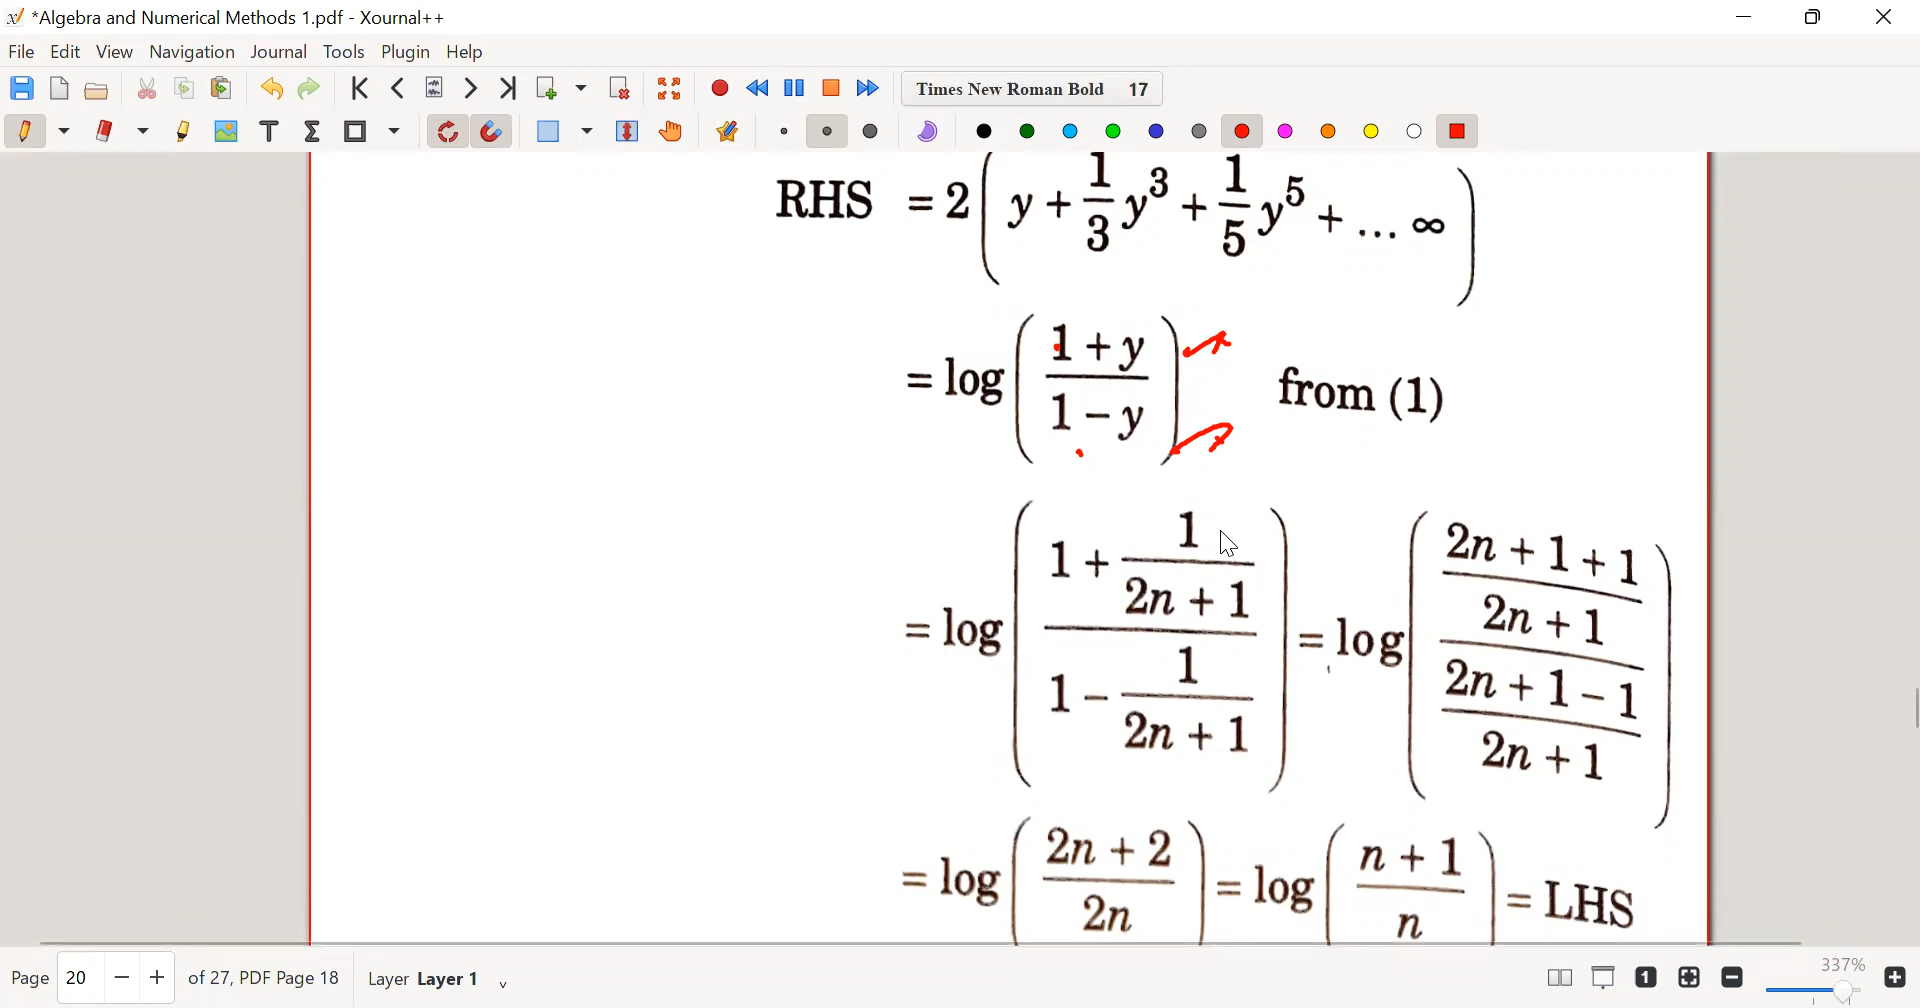 *Algebra and Numerical Methods 1.pdf - Xournal++
File Edit View Navigation Journal Tools Plugin Help
Times New Roman Bold 17
RHS = 2 ( y + 1/3 y³ + 1/5 y⁵ + ... ∞ )
= log ( (1 + y) / (1 − y) ) from (1)
= log ( (1 + 1/(2n + 1)) / (1 − 1/(2n + 1)) ) = log ( ((2n + 1 + 1)/(2n + 1)) / ((2n + 1 − 1)/(2n + 1)) )
= log ( (2n + 2) / 2n ) = log ( (n + 1) / n ) = LHS
Page 20 − + of 27, PDF Page 18 Layer Layer 1 337%